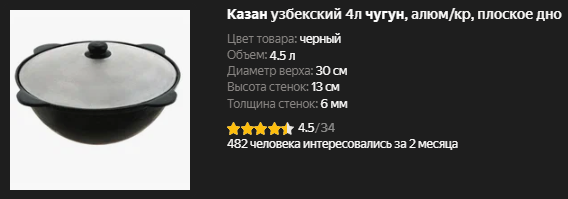 Казан узбекский 4л чугун, алюм/кр, плоское дно
Цвет товара: черный
Объем: 4.5 л
Диаметр верха: 30 см
Высота стенок: 13 см
Толщина стенок: 6 мм
4.5/34
482 человека интересовались за 2 месяца